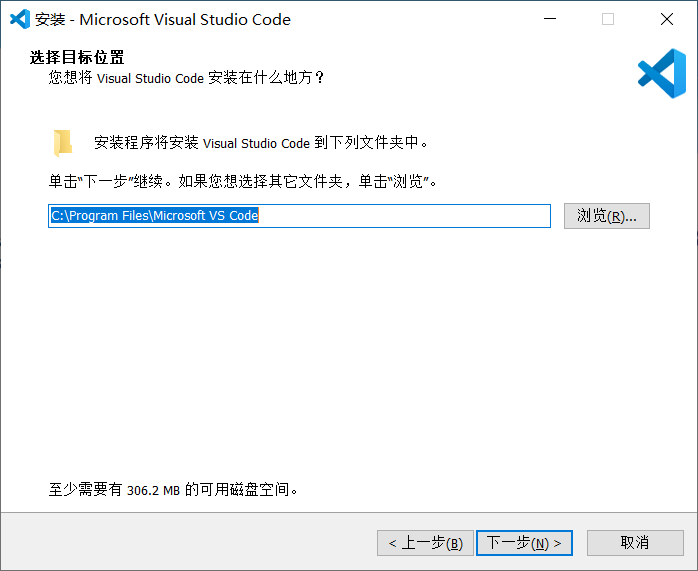 安装 - Microsoft Visual Studio Code
选择目标位置
您想将 Visual Studio Code 安装在什么地方？
安装程序将安装 Visual Studio Code 到下列文件夹中。
单击“下一步”继续。如果您想选择其它文件夹，单击“浏览”。
C:\Program Files\Microsoft VS Code
浏览(R)...
至少需要有 306.2 MB 的可用磁盘空间。
< 上一步(B)
下一步(N) >
取消